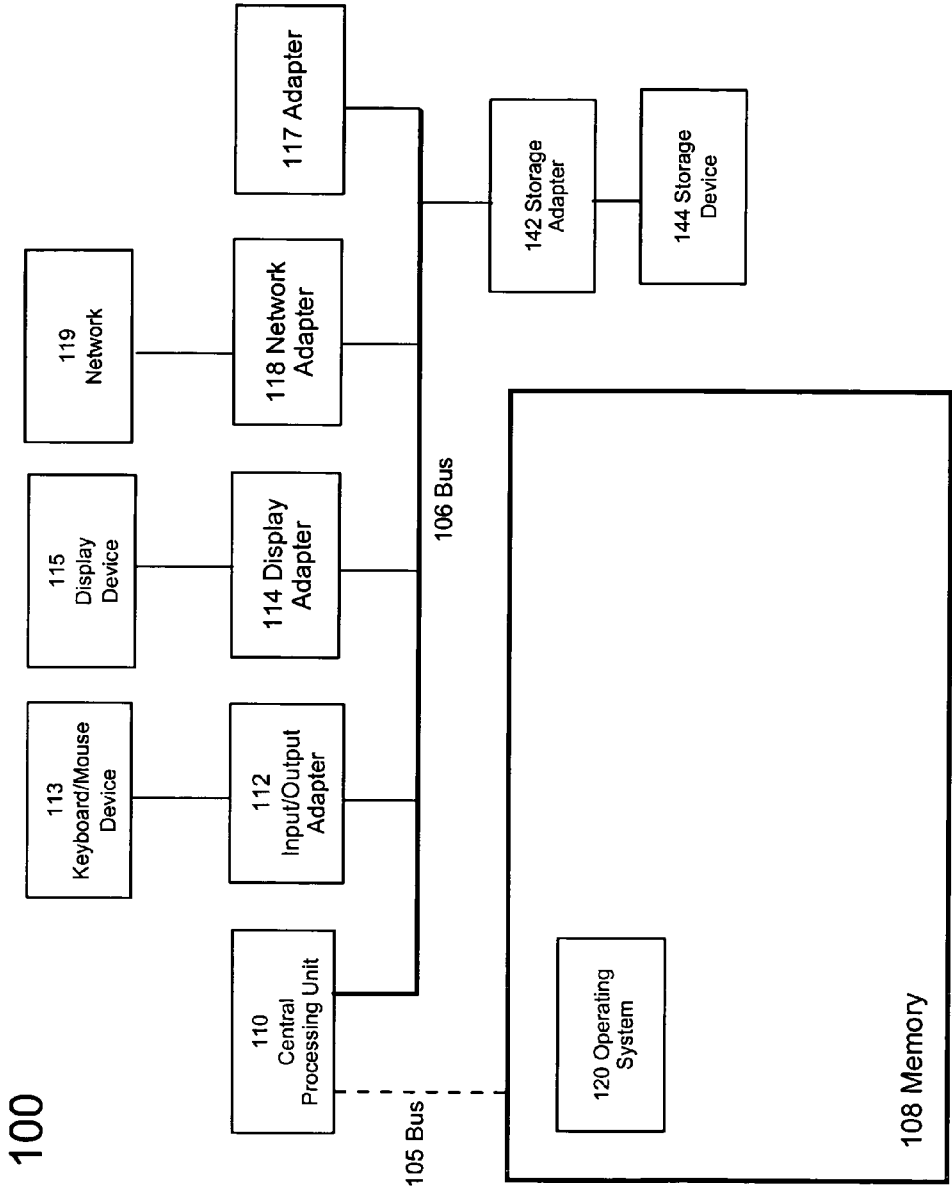 100
113
Keyboard/Mouse
Device
115
Display
Device
119
Network
110
Central
Processing Unit
112
Input/Output
Adapter
114 Display
Adapter
118 Network
Adapter
117 Adapter
105 Bus
106 Bus
142 Storage
Adapter
144 Storage
Device
120 Operating
System
108 Memory